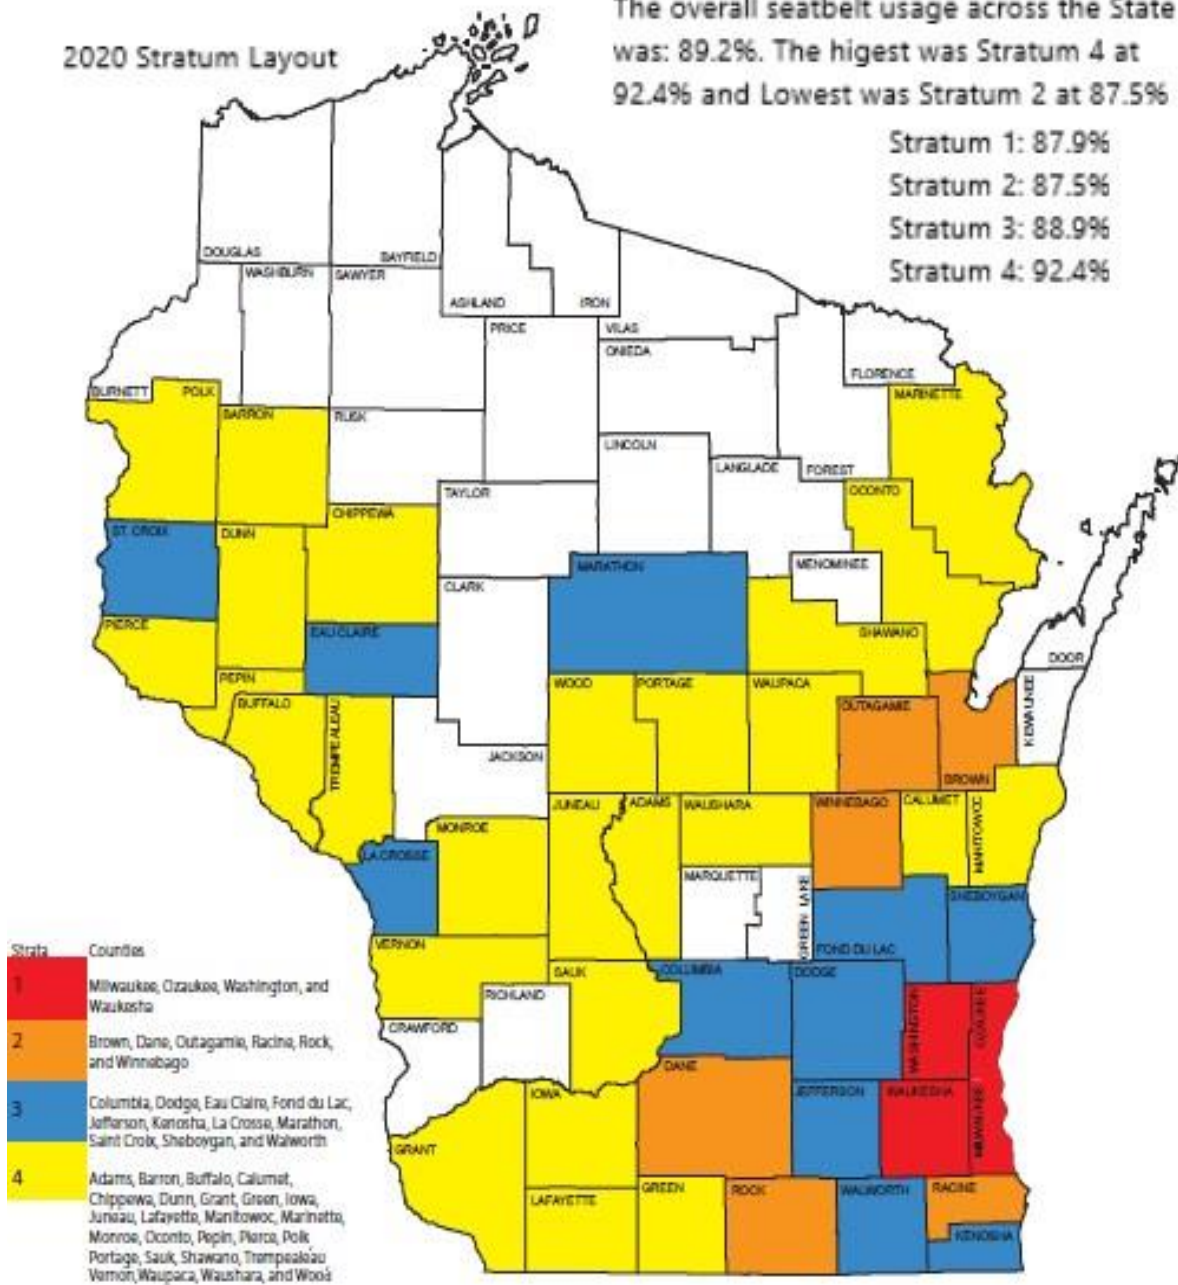 The overall seatbelt usage across the State
2020 Stratum Layout
was: 89.2%. The higest was Stratum 4 at
92.4% and Lowest was Stratum 2 at 87.5%
Stratum 1: 87.9%
Stratum 2: 87.5%
Stratum 3: 88.9%
Stratum 4: 92.4%
DOUGLAS
BAYFIELD
WASHBURN
SAWYER
ASHLAND
IRON
PRICE
VILAS
ONIEDA
FLORENCE
BURNETT
POLK
MARINETTE
BARRON
RUSK
LINCOLN
LANGLADE
FOREST
TAYLOR
OCONTO
CHIPPEWA
ST. CROIX
DUNN
MARATHON
MENOMINEE
CLARK
PIERCE
EAU CLAIRE
SHAWANO
DOOR
PEPIN
WOOD
PORTAGE
WAUPACA
KEWAUNEE
BUFFALO
TREMPEALEAU
OUTAGAMIE
JACKSON
BROWN
JUNEAU
ADAMS
WAUSHARA
WINNEBAGO
CALUMET
MANITOWOC
MONROE
LA CROSSE
MARQUETTE
GREEN LAKE
SHEBOYGAN
VERNON
FOND DU LAC
SAUK
COLUMBIA
DODGE
RICHLAND
WASHINGTON
OZAUKEE
CRAWFORD
DANE
IOWA
JEFFERSON
WAUKESHA
MILWAUKEE
GRANT
LAFAYETTE
GREEN
ROCK
WALWORTH
RACINE
KENOSHA
Strata Counties
1 Milwaukee, Ozaukee, Washington, and
Waukesha
2 Brown, Dane, Outagamie, Racine, Rock,
and Winnebago
3 Columbia, Dodge, Eau Claire, Fond du Lac,
Jefferson, Kenosha, La Crosse, Marathon,
Saint Croix, Sheboygan, and Walworth
4 Adams, Barron, Buffalo, Calumet,
Chippewa, Dunn, Grant, Green, Iowa,
Juneau, Lafayette, Manitowoc, Marinette,
Monroe, Oconto, Pepin, Pierce, Polk
Portage, Sauk, Shawano, Trempealeau
Vernon, Waupaca, Waushara, and Wood